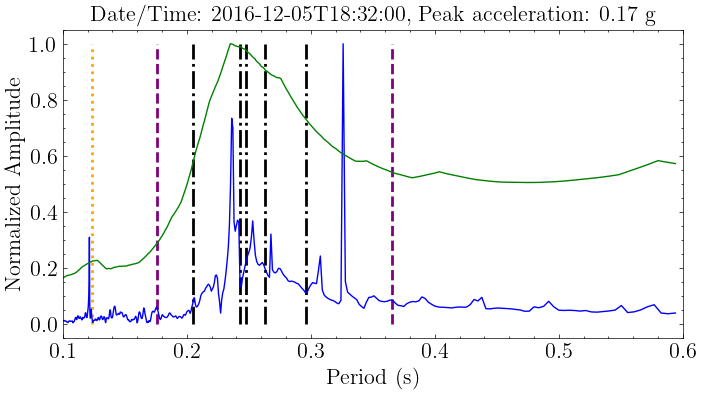 Date/Time: 2016-12-05T18:32:00, Peak acceleration: 0.17 g
Normalized Amplitude
1.0
0.8
0.6
0.4
0.2
0.0
0.1 0.2 0.3 0.4 0.5 0.6
Period (s)